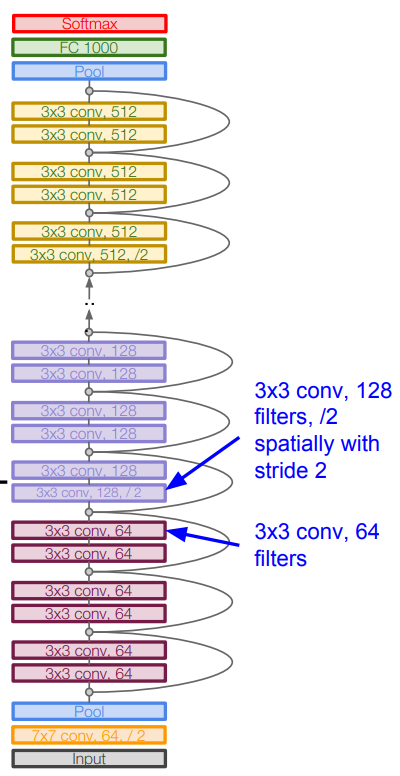 Softmax
FC 1000
Pool
3x3 conv, 512
3x3 conv, 512
3x3 conv, 512
3x3 conv, 512
3x3 conv, 512
3x3 conv, 512, /2
..
3x3 conv, 128
3x3 conv, 128
3x3 conv, 128
3x3 conv, 128
3x3 conv, 128
3x3 conv, 128, / 2
3x3 conv, 64
3x3 conv, 64
3x3 conv, 64
3x3 conv, 64
3x3 conv, 64
3x3 conv, 64
Pool
7x7 conv, 64, / 2
Input
3x3 conv, 128
filters, /2
spatially with
stride 2
3x3 conv, 64
filters